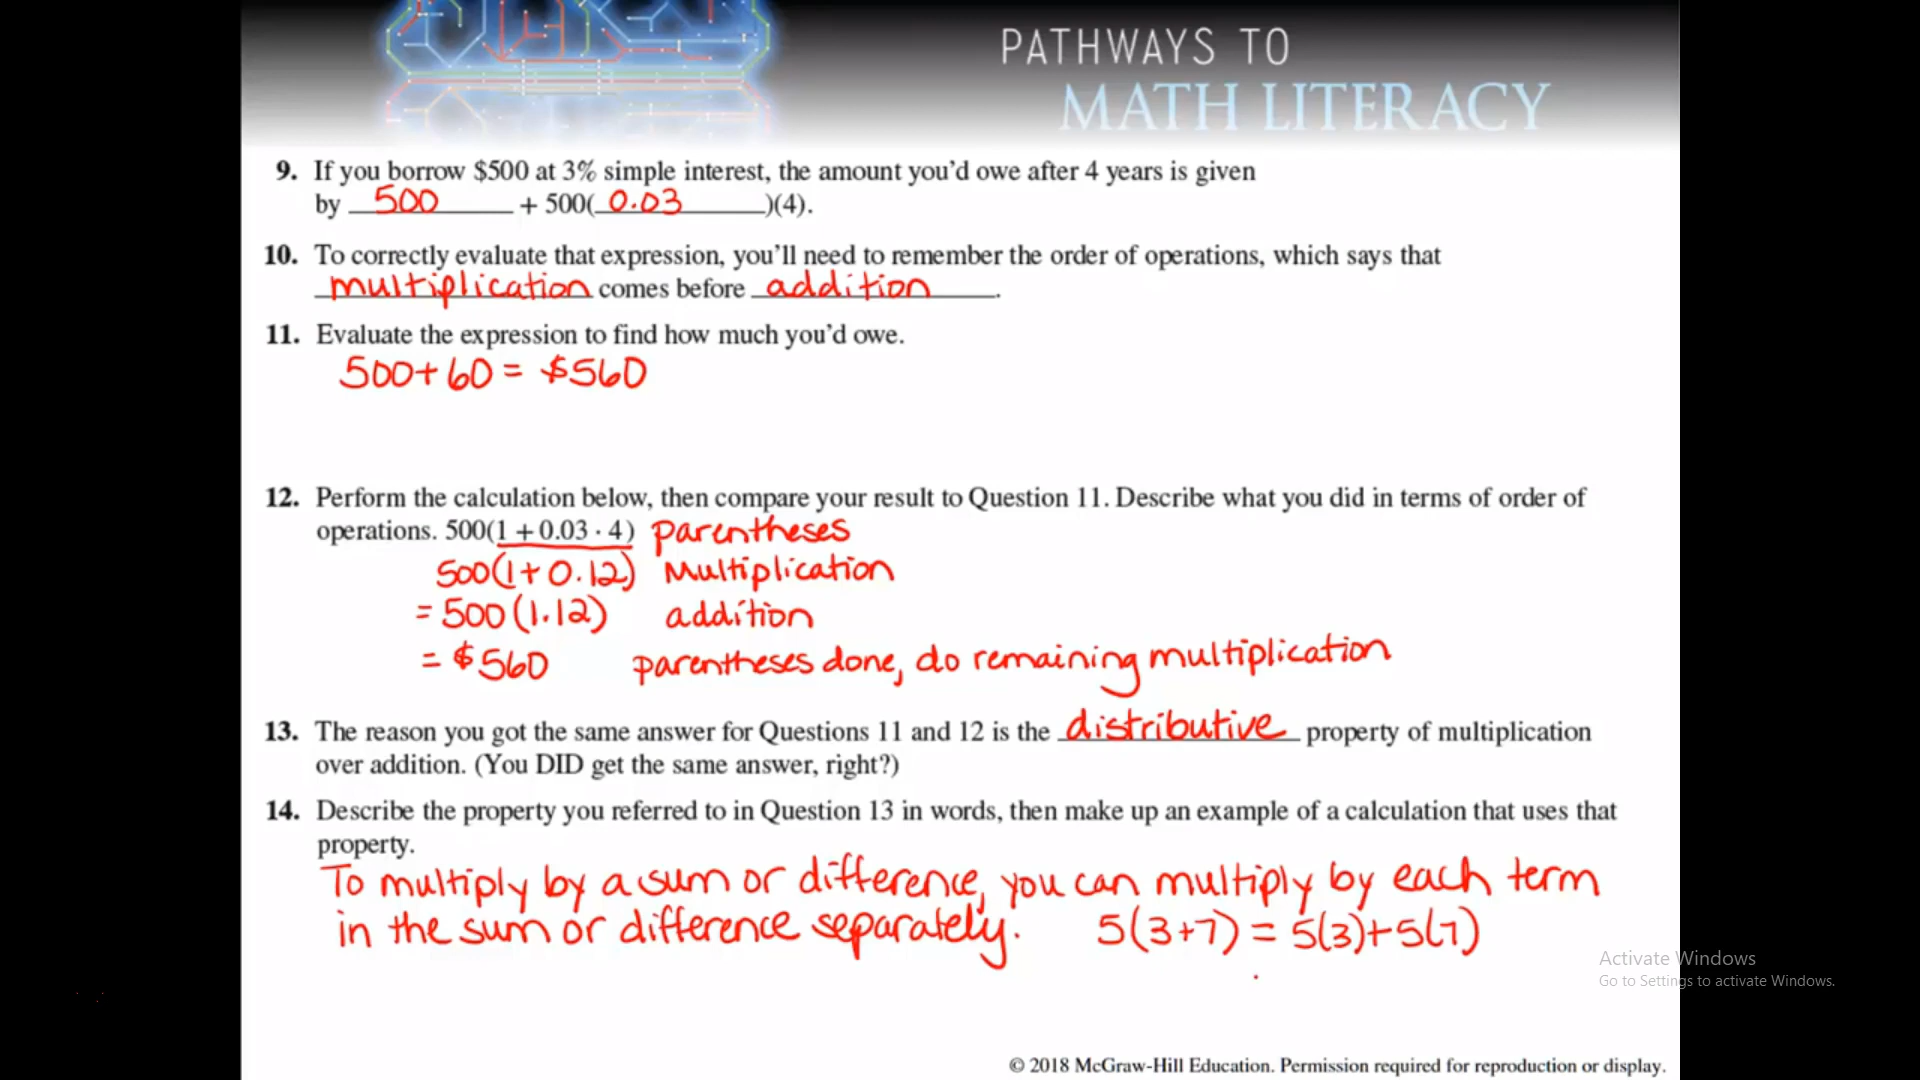 PATHWAYS TO
MATH LITERACY
9. If you borrow $500 at 3% simple interest, the amount you'd owe after 4 years is given
by 500 + 500( 0.03 )(4).
10. To correctly evaluate that expression, you'll need to remember the order of operations, which says that
multiplication comes before addition.
11. Evaluate the expression to find how much you'd owe.
500+60 = $560
12. Perform the calculation below, then compare your result to Question 11. Describe what you did in terms of order of
operations. 500(1 + 0.03 · 4) parentheses
500(1+0.12) Multiplication
= 500(1.12) addition
= $560 parentheses done, do remaining multiplication
13. The reason you got the same answer for Questions 11 and 12 is the distributive property of multiplication
over addition. (You DID get the same answer, right?)
14. Describe the property you referred to in Question 13 in words, then make up an example of a calculation that uses that
property.
To multiply by a sum or difference, you can multiply by each term
in the sum or difference separately. 5(3+7) = 5(3)+5(7)
Activate Windows
Go to Settings to activate Windows.
© 2018 McGraw-Hill Education. Permission required for reproduction or display.